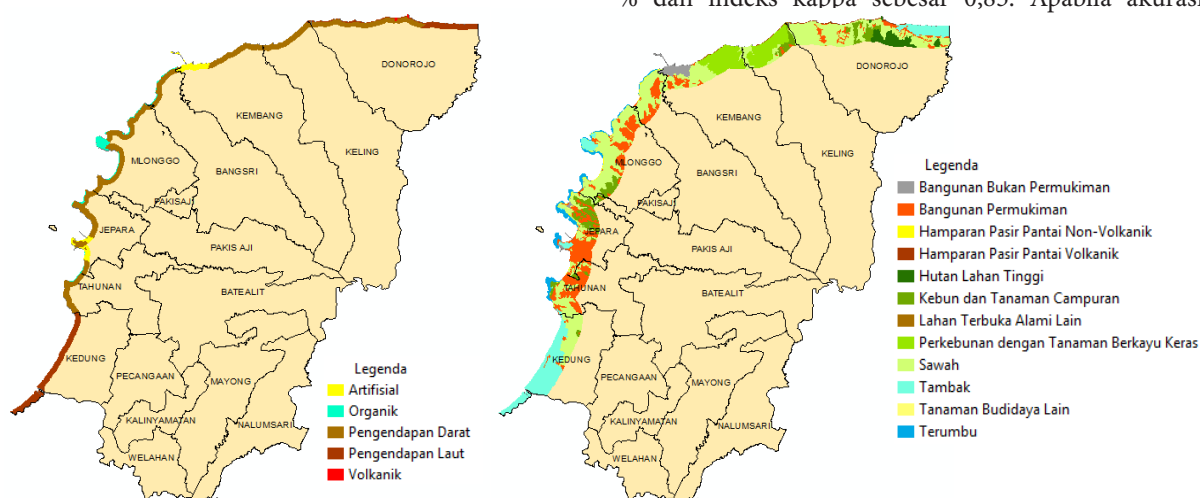 % dan indeks kappa sebesar 0,85. Apabila akurasi
DONOROJO
KEMBANG
KELING
MLONGGO
BANGSRI
PAKISAJI
JEPARA
PAKIS AJI
TAHUNAN
BATEALIT
KEDUNG
PECANGAAN
MAYONG
KALINYAMATAN
NALUMSARI
WELAHAN
Legenda
Artifisial
Organik
Pengendapan Darat
Pengendapan Laut
Volkanik
DONOROJO
KEMBANG
KELING
MLONGGO
BANGSRI
PAKISAJI
JEPARA
PAKIS AJI
TAHUNAN
BATEALIT
KEDUNG
PECANGAAN
MAYONG
KALINYAMATAN
NALUMSARI
WELAHAN
Legenda
Bangunan Bukan Permukiman
Bangunan Permukiman
Hamparan Pasir Pantai Non-Volkanik
Hamparan Pasir Pantai Volkanik
Hutan Lahan Tinggi
Kebun dan Tanaman Campuran
Lahan Terbuka Alami Lain
Perkebunan dengan Tanaman Berkayu Keras
Sawah
Tambak
Tanaman Budidaya Lain
Terumbu